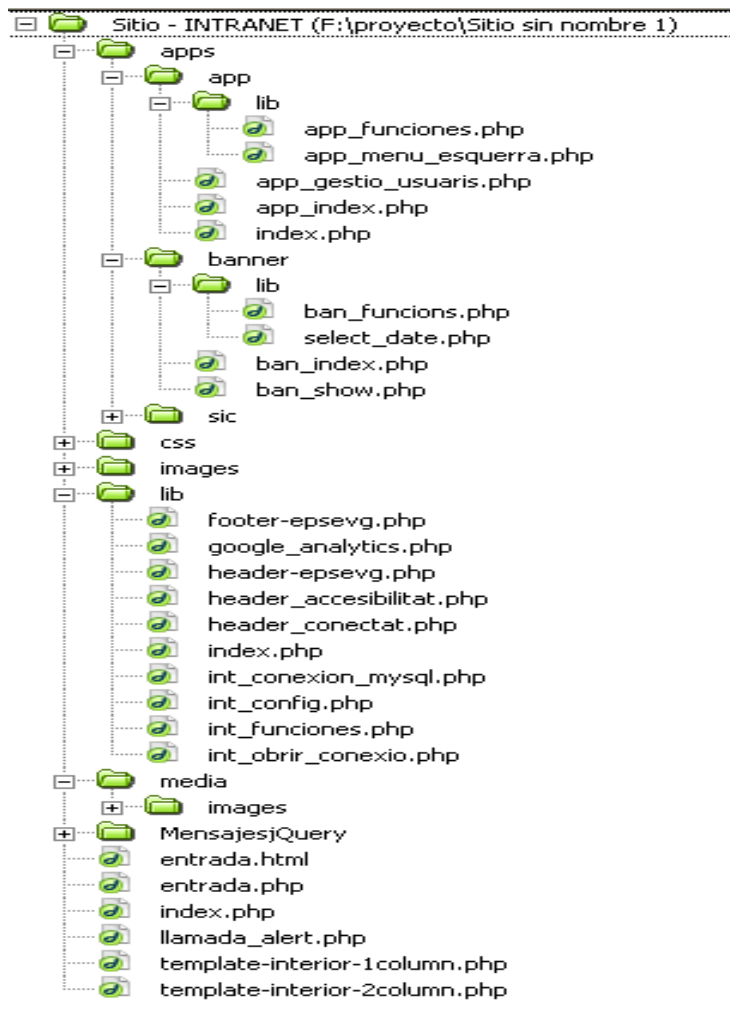 Sitio - INTRANET (F:\proyecto\Sitio sin nombre 1)
apps
app
lib
app_funciones.php
app_menu_esquerra.php
app_gestio_usuaris.php
app_index.php
index.php
banner
lib
ban_funcions.php
select_date.php
ban_index.php
ban_show.php
sic
css
images
lib
footer-epsevg.php
google_analytics.php
header-epsevg.php
header_accesibilitat.php
header_conectat.php
index.php
int_conexion_mysql.php
int_config.php
int_funciones.php
int_obrir_conexio.php
media
images
MensajesjQuery
entrada.html
entrada.php
index.php
llamada_alert.php
template-interior-1column.php
template-interior-2column.php